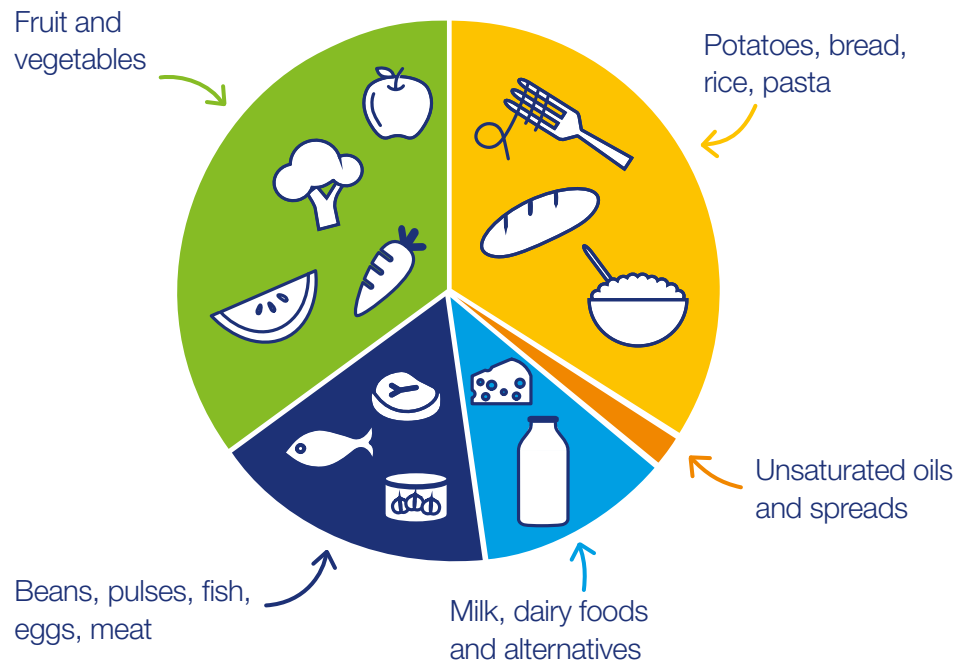 Fruit and
vegetables
Potatoes, bread,
rice, pasta
Unsaturated oils
and spreads
Beans, pulses, fish,
eggs, meat
Milk, dairy foods
and alternatives